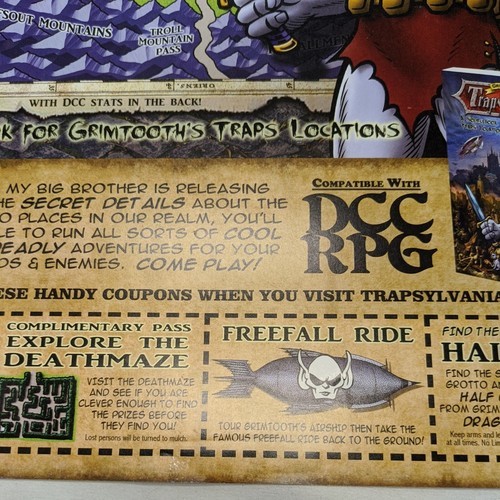 ESOUT MOUNTAINS
TROLL
MOUNTAIN
PASS
WITH DCC STATS IN THE BACK!
K FOR GRIMTOOTH'S TRAPS LOCATIONS
Traps
MY BIG BROTHER IS RELEASING
HE SECRET DETAILS ABOUT THE
O PLACES IN OUR REALM, YOU'LL
LE TO RUN ALL SORTS OF COOL
DEADLY ADVENTURES FOR YOUR
DS & ENEMIES. COME PLAY!
COMPATIBLE WITH
DCC
RPG
ESE HANDY COUPONS WHEN YOU VISIT TRAPSYLVANI
COMPLIMENTARY PASS
EXPLORE THE
DEATHMAZE
VISIT THE DEATHMAZE
AND SEE IF YOU ARE
CLEVER ENOUGH TO FIND
THE PRIZES BEFORE
THEY FIND YOU!
Lost persons will be turned to mulch.
FREEFALL RIDE
TOUR GRIMTOOTH'S AIRSHIP THEN TAKE THE
FAMOUS FREEFALL RIDE BACK TO THE GROUND!
FIND THE
HAL
FIND THE S
GROTTO A
HALF
FROM GRIM
DRAG
Keep arms and le
at all times. No Lim